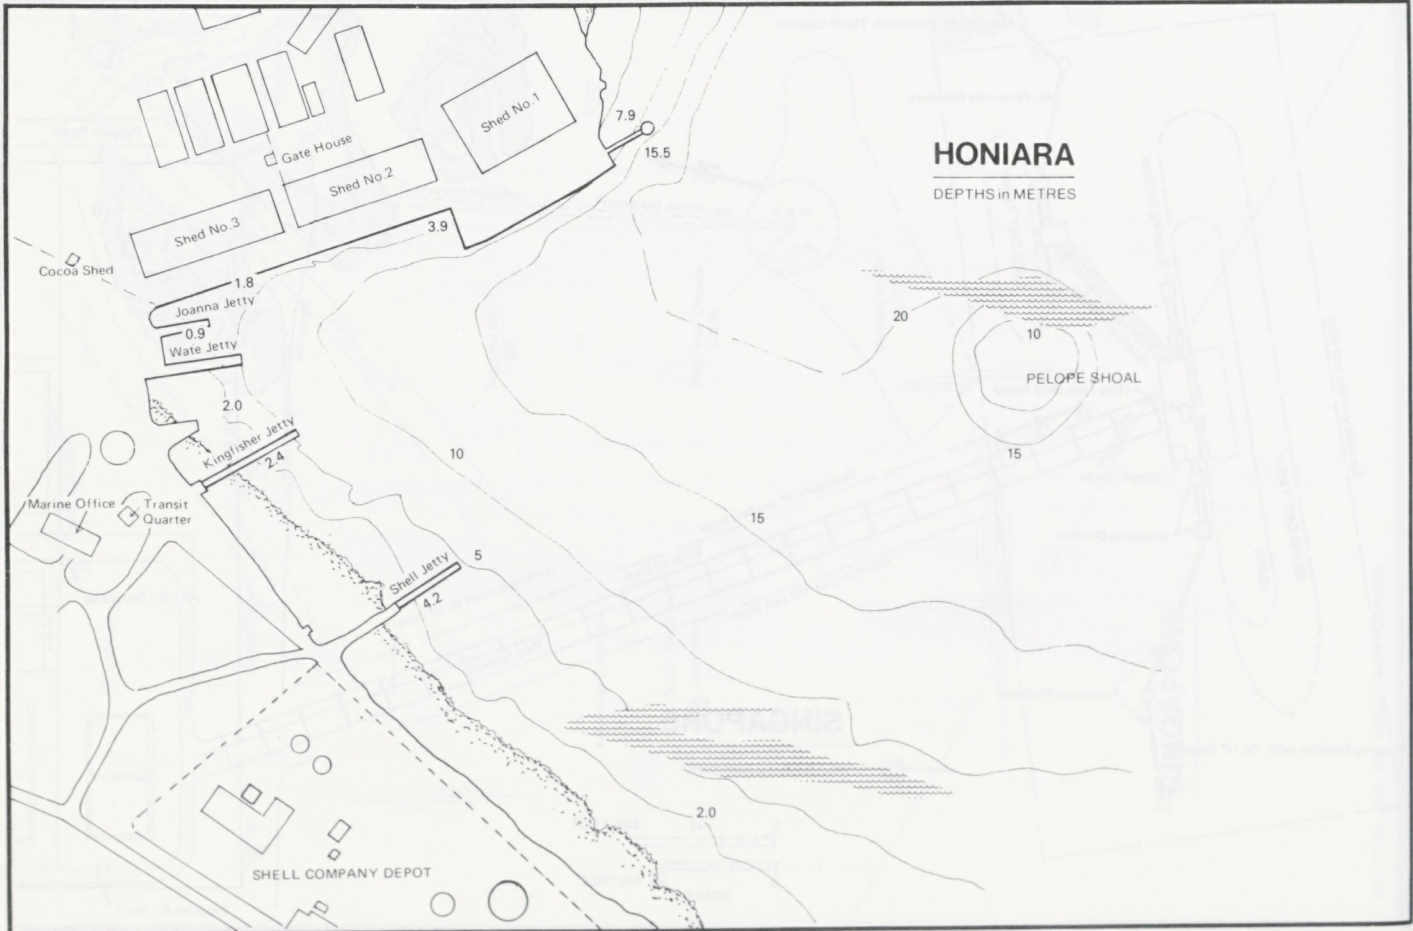 HONIARA
DEPTHS in METRES
Shed No.1
7.9
15.5
Gate House
Shed No.2
Shed No.3
3.9
Cocoa Shed
1.8
Joanna Jetty
0.9
Wate Jetty
20
10
PELOPE SHOAL
15
2.0
Kingfisher Jetty
2.4
10
Marine Office
Transit
Quarter
15
Shell Jetty
5
4.2
2.0
SHELL COMPANY DEPOT
SINGAPORE